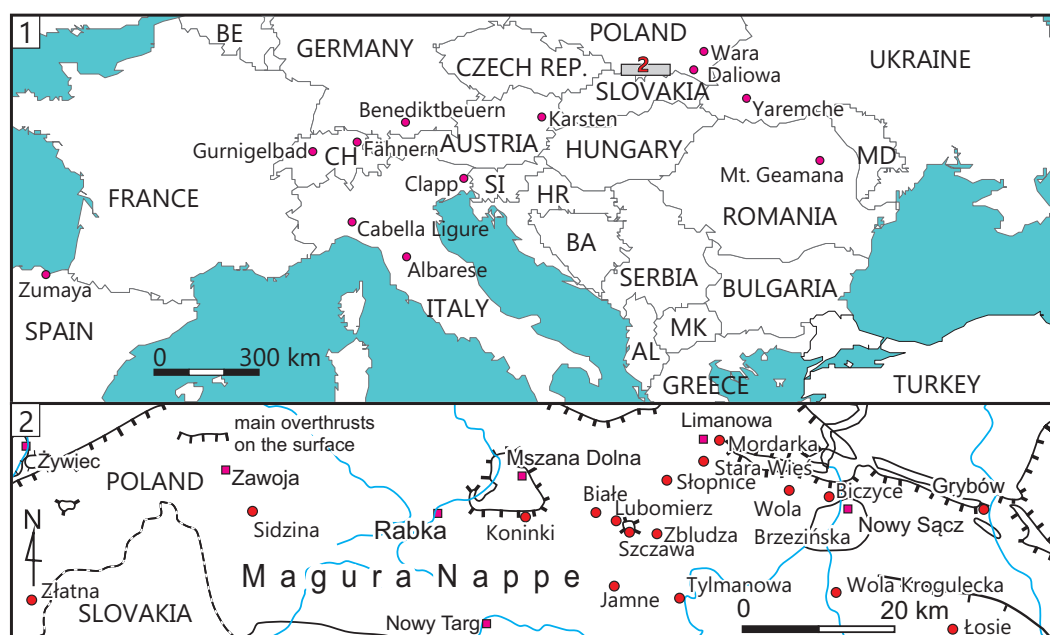 1
BE
GERMANY
POLAND
UKRAINE
Wara
2
Daliowa
CZECH REP.
SLOVAKIA
Yaremche
Benediktbeuern
Karsten
AUSTRIA
Gurnigelbad
CH
Fähnern
HUNGARY
MD
Mt. Geamana
Clapp
SI
HR
FRANCE
ROMANIA
Cabella Ligure
BA
Albarese
SERBIA
BULGARIA
Zumaya
ITALY
SPAIN
MK
0 300 km
AL
GREECE
TURKEY
2
main overthrusts
on the surface
Limanowa
Mordarka
Żywiec
POLAND
Zawoja
Mszana Dolna
Stara Wieś
Słopnice
Biczyce
Grybów
Białe
Wola
Brzezińska
Lubomierz
Sidzina
Rabka
Koninki
Zbludza
Nowy Sącz
Szczawa
N
Magura Nappe
Złatna
Jamne
Tylmanowa
Wola Krogulecka
SLOVAKIA
0 20 km
Nowy Targ
Łosie